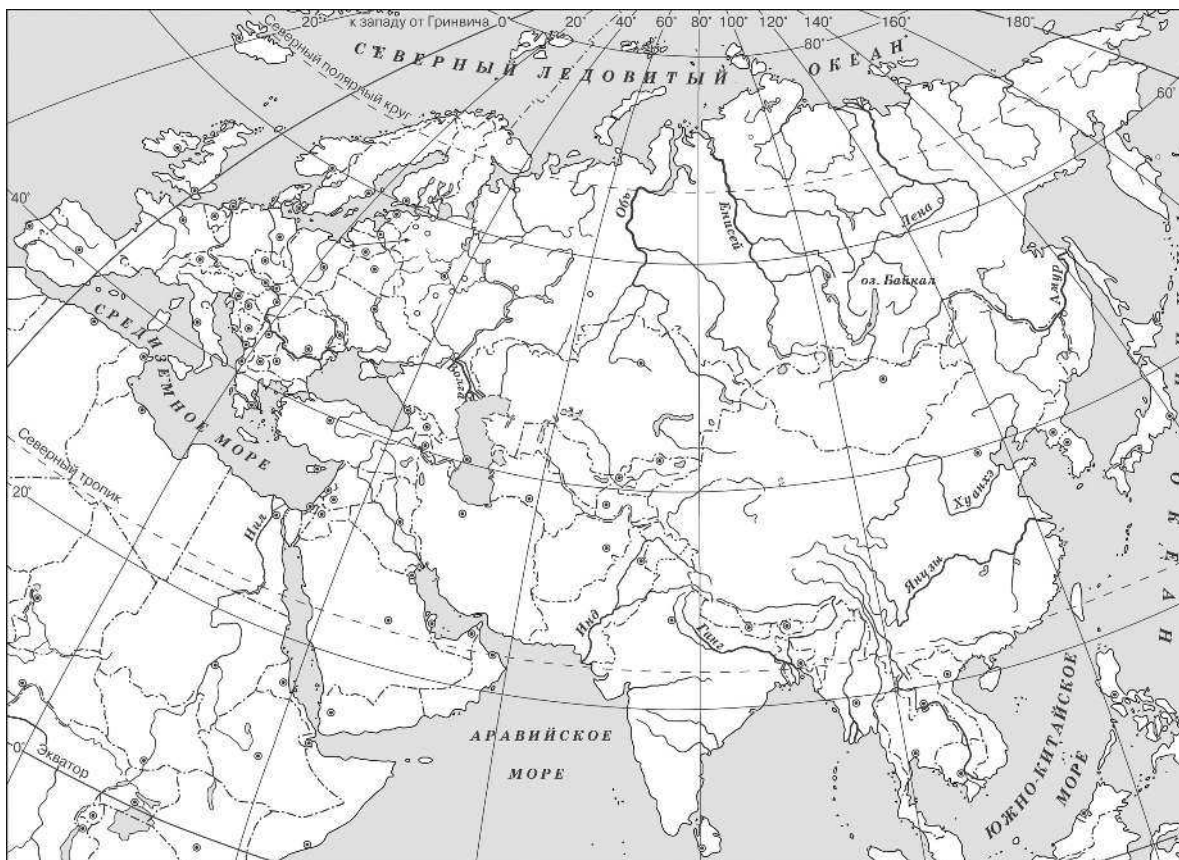 20° к западу от Гринвича 0° 20° 40° 60° 80° 100° 120° 140° 160° 180°
СЕВЕРНЫЙ ЛЕДОВИТЫЙ ОКЕАН
80°
60°
Северный полярный круг
40°
Обь
Енисей
Лена
оз. Байкал
Амур
СРЕДИЗЕМНОЕ МОРЕ
Волга
Северный тропик
20°
Нил
Хуанхэ
Янцзы
Инд
Ганг
ОКЕАН
АРАВИЙСКОЕ
МОРЕ
ЮЖНО-КИТАЙСКОЕ
МОРЕ
0°
Экватор